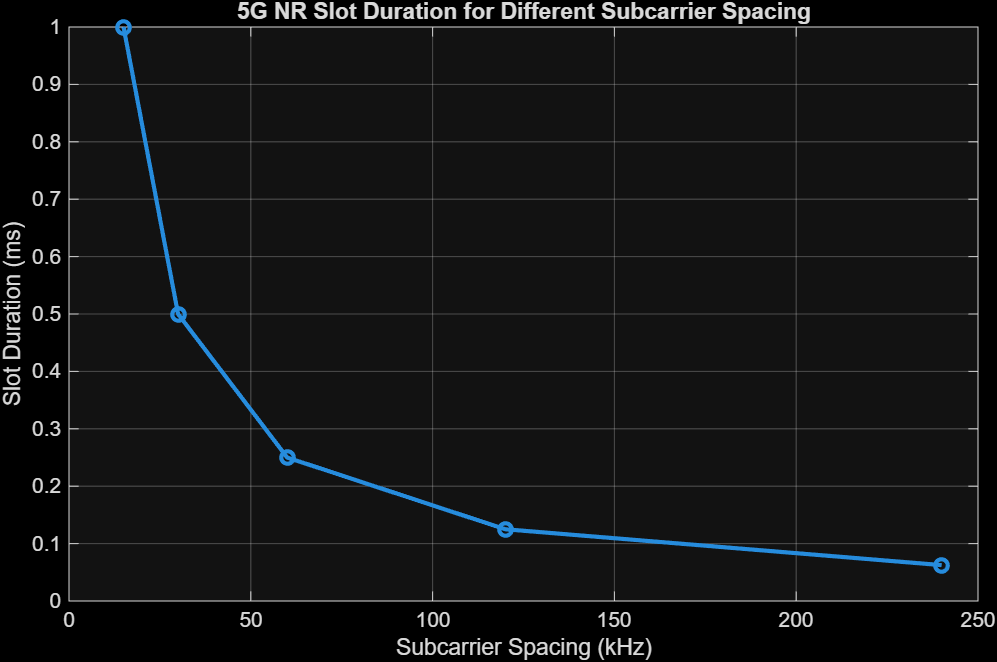 5G NR Slot Duration for Different Subcarrier Spacing
1
0.9
0.8
0.7
0.6
0.5
0.4
0.3
0.2
0.1
0
Slot Duration (ms)
0 50 100 150 200 250
Subcarrier Spacing (kHz)